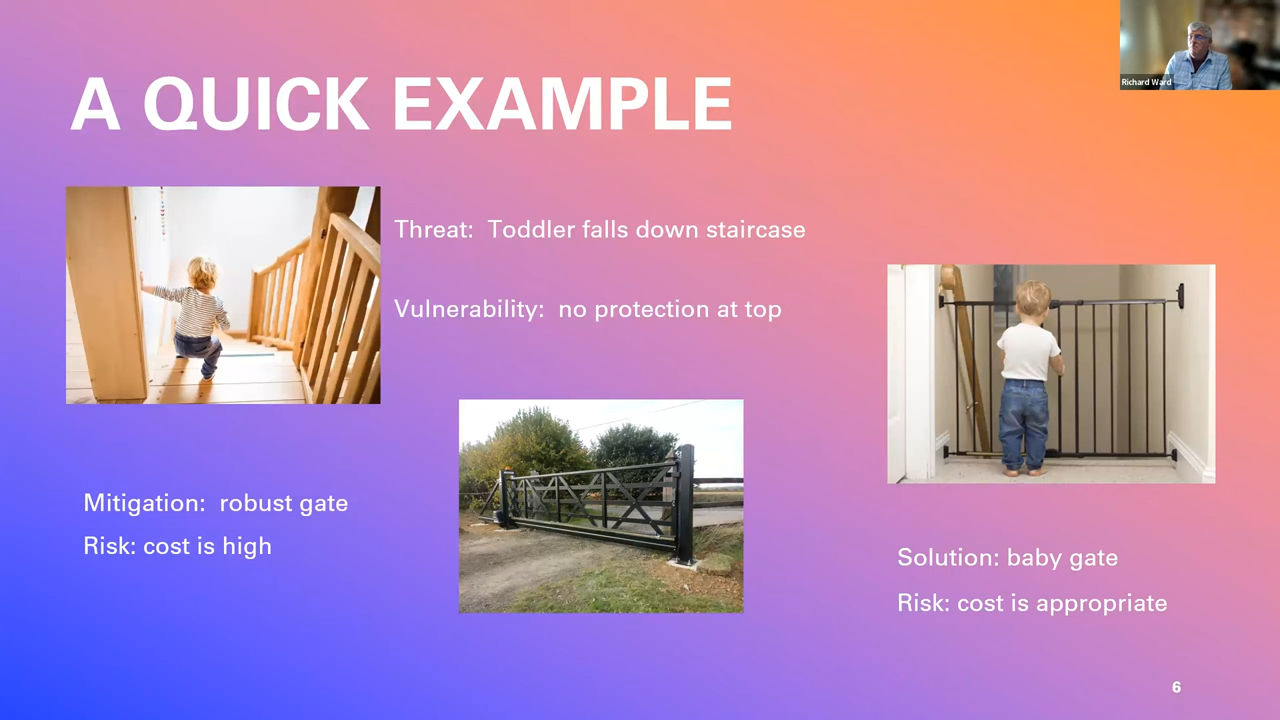 Richard Ward
A QUICK EXAMPLE
Threat: Toddler falls down staircase
Vulnerability: no protection at top
Mitigation: robust gate
Risk: cost is high
Solution: baby gate
Risk: cost is appropriate
6